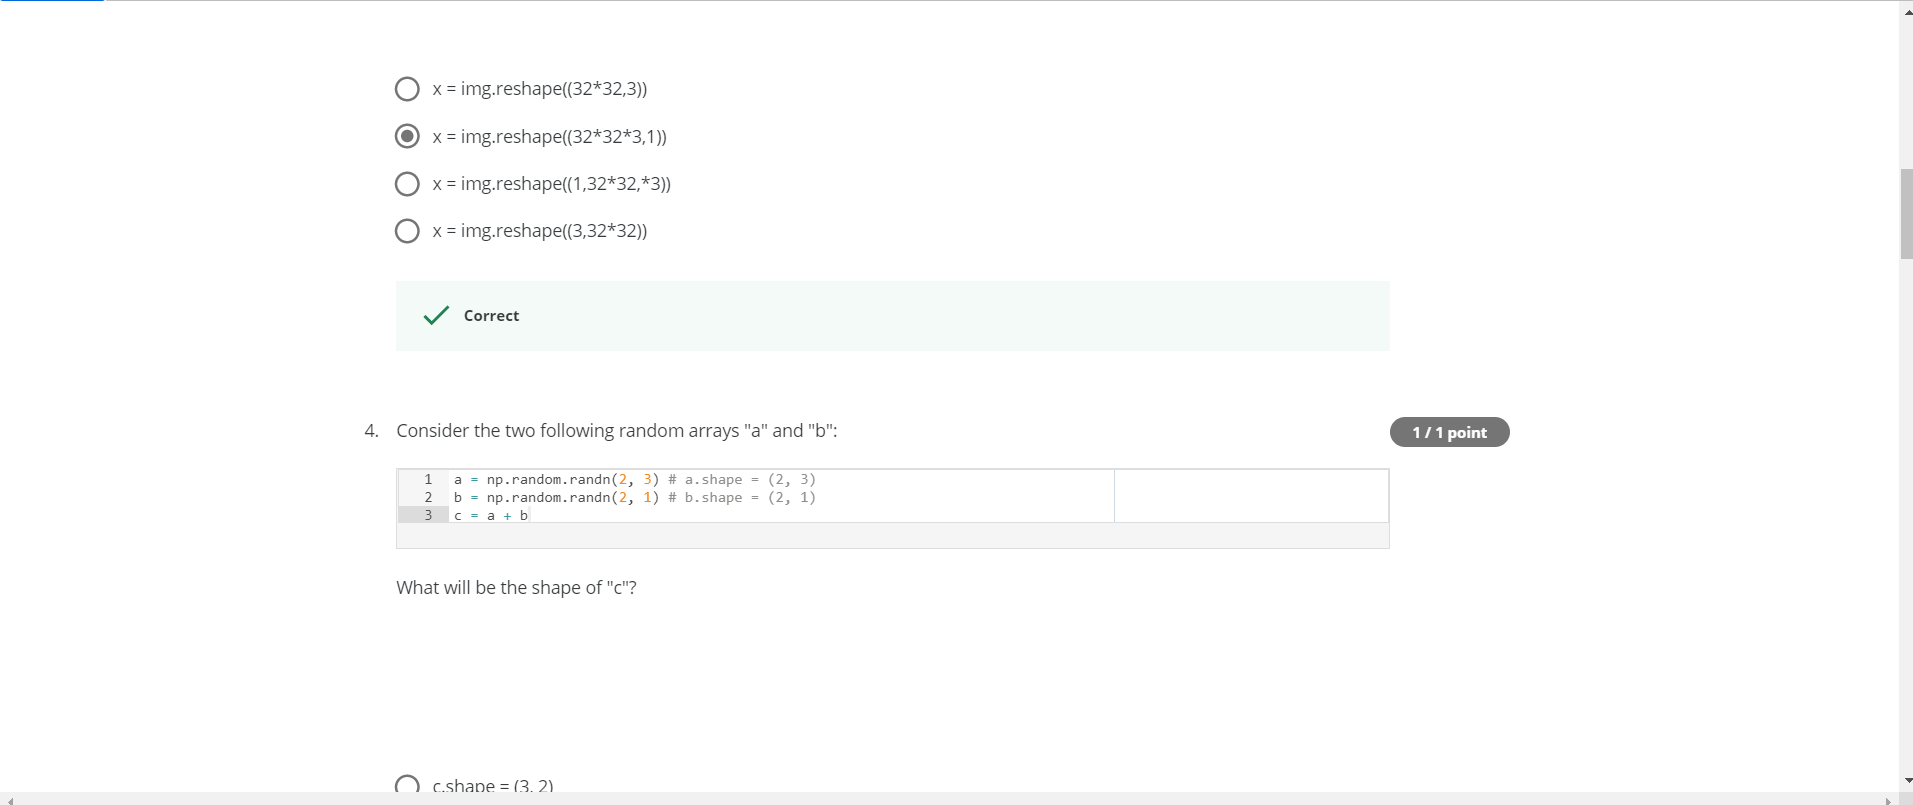 x = img.reshape((32*32,3))
x = img.reshape((32*32*3,1))
x = img.reshape((1,32*32,*3))
x = img.reshape((3,32*32))
Correct
4. Consider the two following random arrays "a" and "b":
1 / 1 point
1 a = np.random.randn(2, 3) # a.shape = (2, 3)
2 b = np.random.randn(2, 1) # b.shape = (2, 1)
3 c = a + b
What will be the shape of "c"?
c.shape = (3, 2)